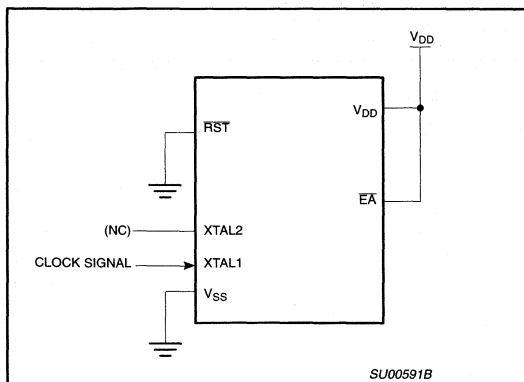 VDD
VDD
RST
EA
(NC)
XTAL2
CLOCK SIGNAL
XTAL1
VSS
SU00591B